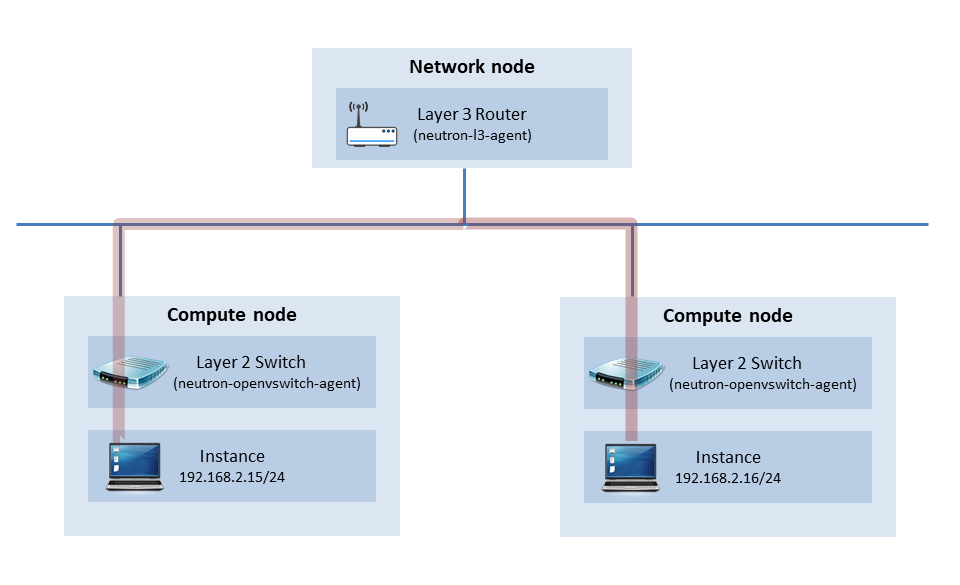 Network node
Layer 3 Router
(neutron-l3-agent)
Compute node
Layer 2 Switch
(neutron-openvswitch-agent)
Instance
192.168.2.15/24
Compute node
Layer 2 Switch
(neutron-openvswitch-agent)
Instance
192.168.2.16/24